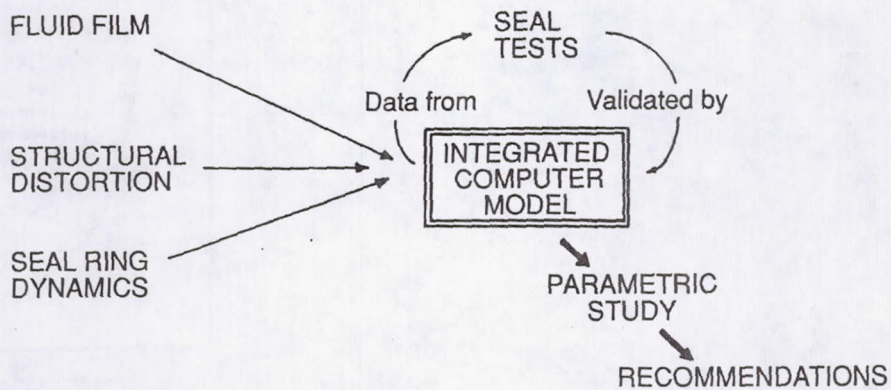 FLUID FILM
SEAL
TESTS
Data from
Validated by
STRUCTURAL
DISTORTION
INTEGRATED
COMPUTER
MODEL
SEAL RING
DYNAMICS
PARAMETRIC
STUDY
RECOMMENDATIONS